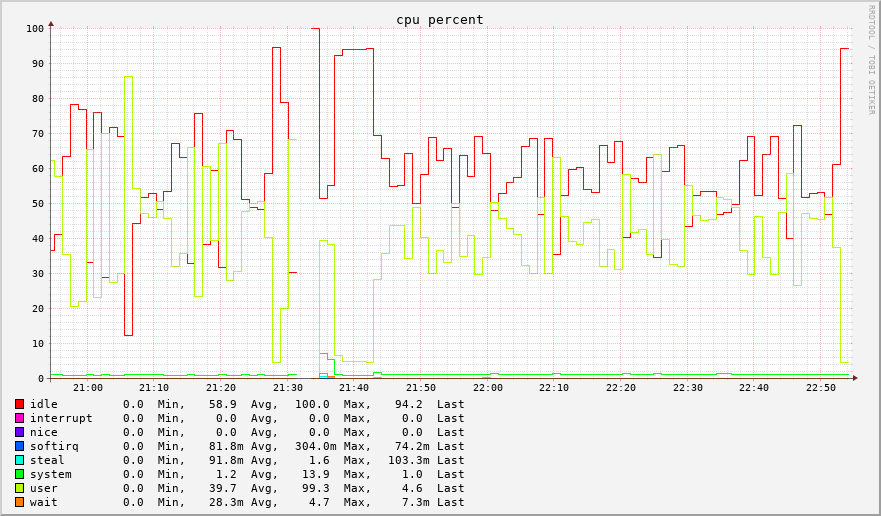 cpu percent
RRDTOOL / TOBI OETIKER
100
90
80
70
60
50
40
30
20
10
0
21:00 21:10 21:20 21:30 21:40 21:50 22:00 22:10 22:20 22:30 22:40 22:50
idle 0.0 Min, 58.9 Avg, 100.0 Max, 94.2 Last
interrupt 0.0 Min, 0.0 Avg, 0.0 Max, 0.0 Last
nice 0.0 Min, 0.0 Avg, 0.0 Max, 0.0 Last
softirq 0.0 Min, 81.8m Avg, 304.0m Max, 74.2m Last
steal 0.0 Min, 91.8m Avg, 1.6 Max, 103.3m Last
system 0.0 Min, 1.2 Avg, 13.9 Max, 1.0 Last
user 0.0 Min, 39.7 Avg, 99.3 Max, 4.6 Last
wait 0.0 Min, 28.3m Avg, 4.7 Max, 7.3m Last